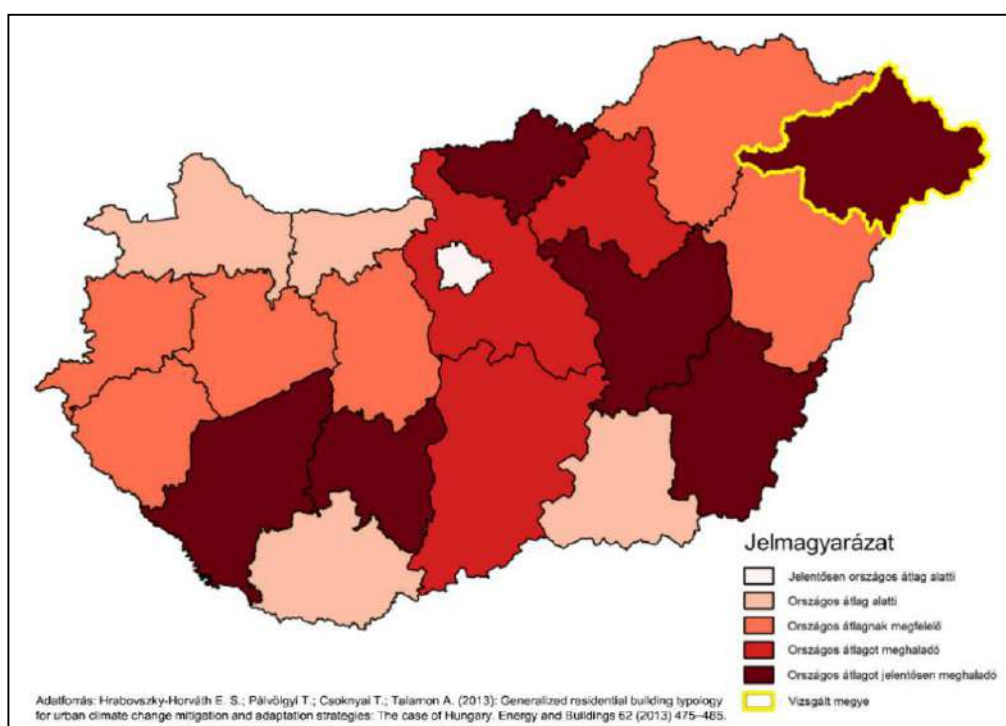 Jelmagyarázat
Jelentősen országos átlag alatti
Országos átlag alatti
Országos átlagnak megfelelő
Országos átlagot meghaladó
Országos átlagot jelentősen meghaladó
Vizsgált megye
Adatforrás: Hrabovszky-Horváth E. S.; Pálvölgyi T.; Csoknyai T.; Talamon A. (2013): Generalized residential building typology
for urban climate change mitigation and adaptation strategies: The case of Hungary. Energy and Buildings 62 (2013) 475–485.